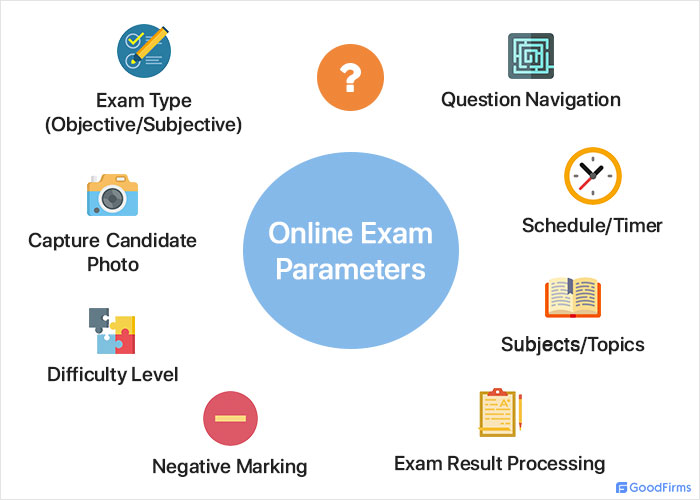 Exam Type
(Objective/Subjective)
?
Question Navigation
Capture Candidate
Photo
Online Exam
Parameters
Schedule/Timer
Difficulty Level
Subjects/Topics
Negative Marking
A+
Exam Result Processing
GoodFirms